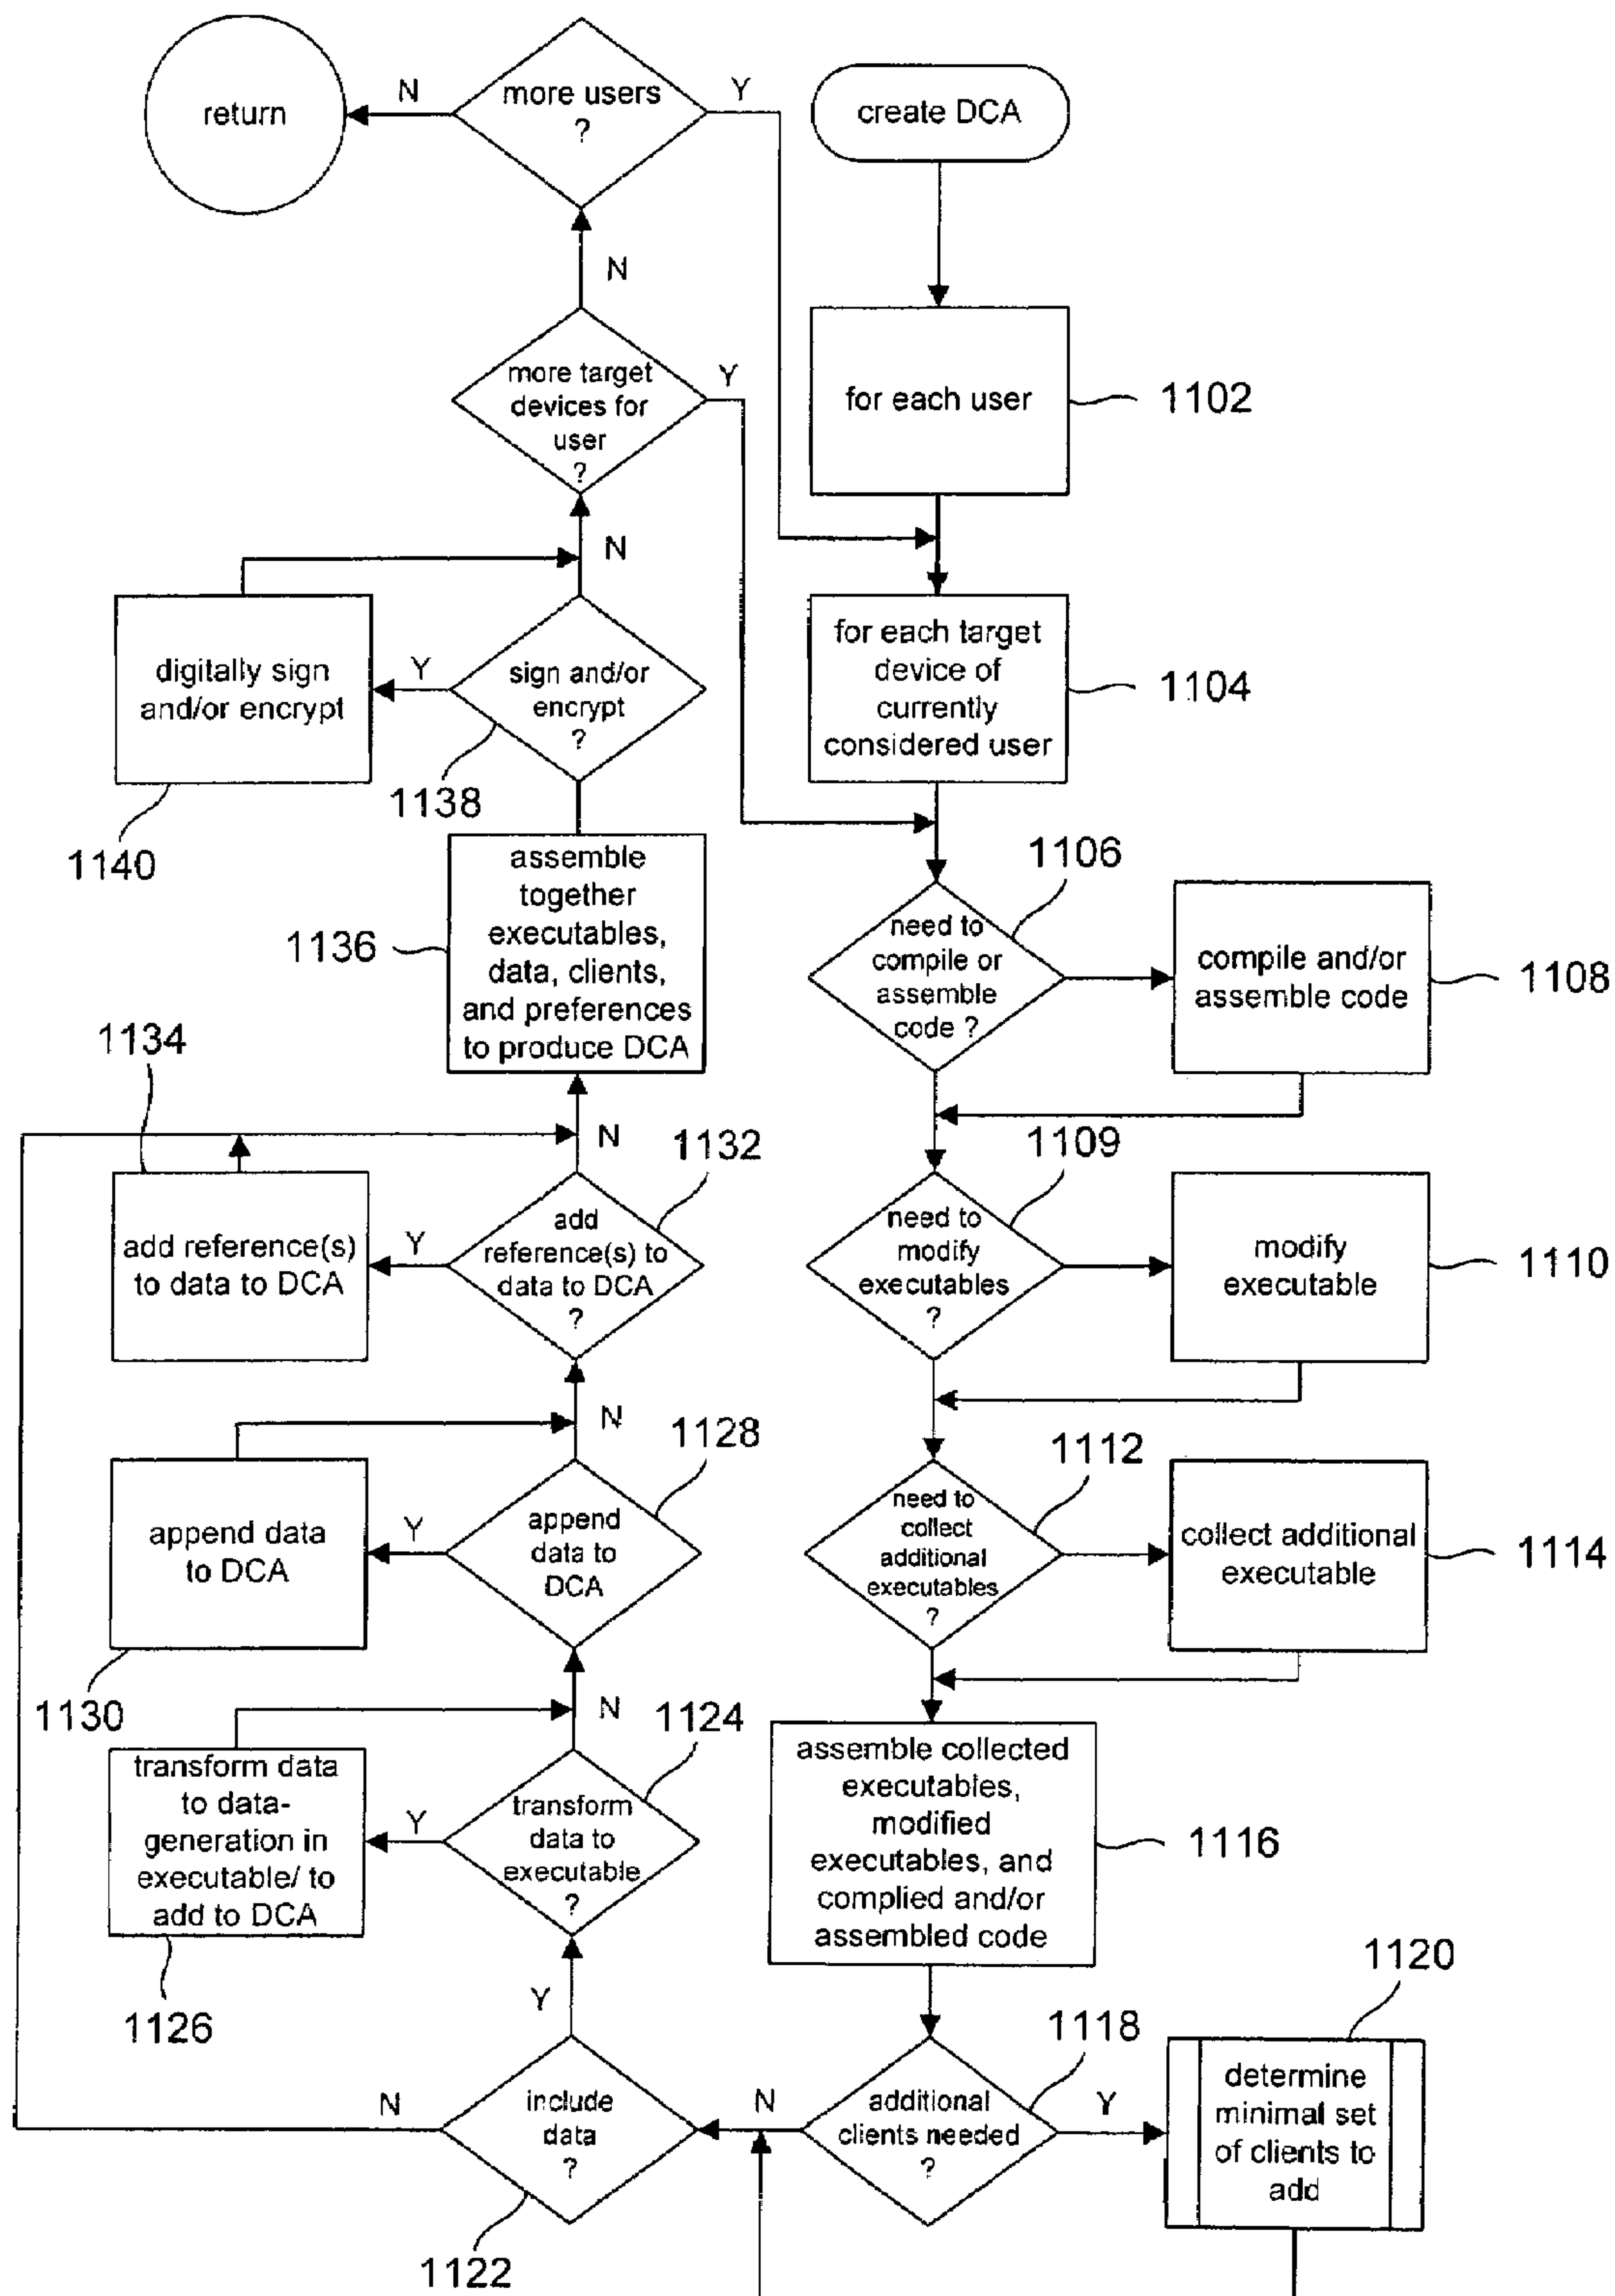 return
N
more users
?
Y
create DCA
N
more target
devices for
user
?
Y
for each user
1102
N
digitally sign
and/or encrypt
Y
sign and/or
encrypt
?
1138
1140
for each target
device of
currently
considered user
1104
assemble
together
executables,
data, clients,
and preferences
to produce DCA
1136
1106
need to
compile or
assemble
code ?
compile and/or
assemble code
1108
1134
N
1132
add reference(s)
to data to DCA
Y
add
reference(s) to
data to DCA
?
1109
need to
modify
executables
?
modify
executable
1110
N
1128
append data
to DCA
Y
append
data to
DCA
1130
1112
need to
collect
additional
executables
?
collect additional
executable
1114
N
1124
transform data
to data-
generation in
executable/ to
add to DCA
Y
transform
data to
executable
?
1126
assemble collected
executables,
modified
executables, and
complied and/or
assembled code
1116
Y
1120
1118
N
include
data
?
1122
N
additional
clients needed
?
Y
determine
minimal set
of clients to
add